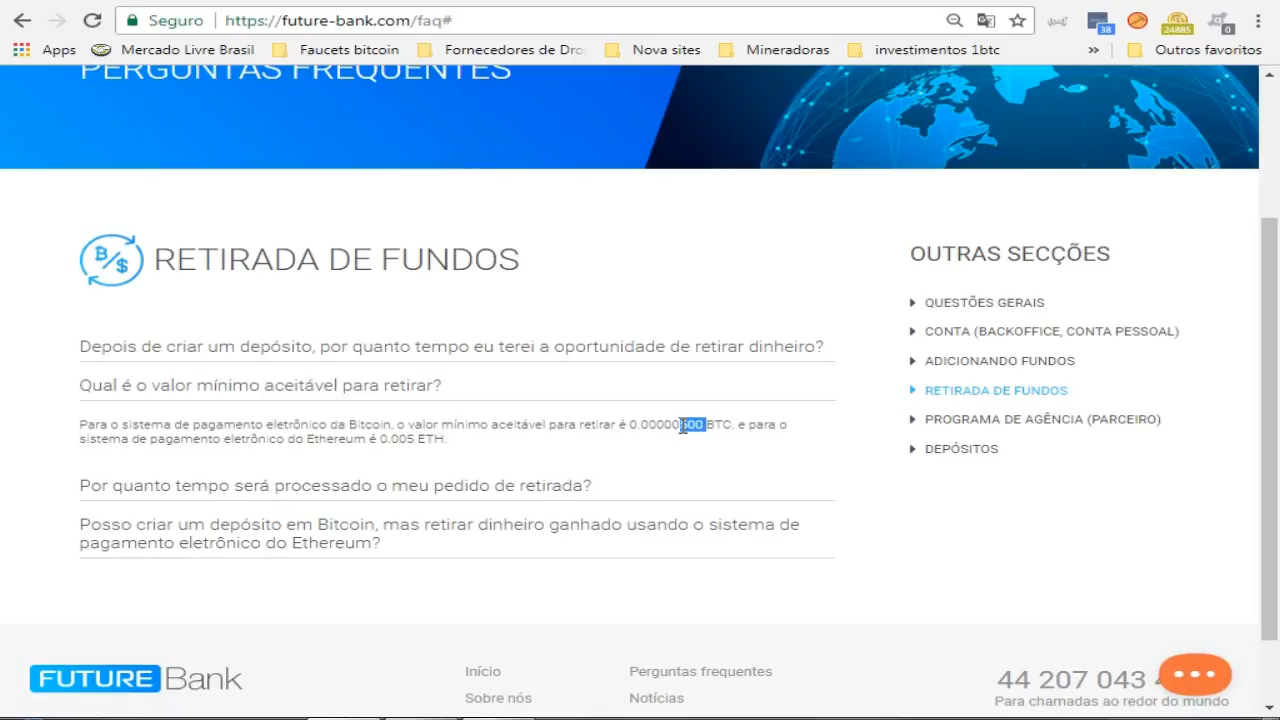 Seguro https://future-bank.com/faq#
38 24885 0
Apps Mercado Livre Brasil Faucets bitcoin Fornecedores de Dro Nova sites Mineradoras investimentos 1btc » Outros favoritos
PERGUNTAS FREQUENTES
RETIRADA DE FUNDOS
Depois de criar um depósito, por quanto tempo eu terei a oportunidade de retirar dinheiro?
Qual é o valor mínimo aceitável para retirar?
Para o sistema de pagamento eletrônico da Bitcoin, o valor mínimo aceitável para retirar é 0.00000500 BTC, e para o
sistema de pagamento eletrônico do Ethereum é 0.005 ETH.
Por quanto tempo será processado o meu pedido de retirada?
Posso criar um depósito em Bitcoin, mas retirar dinheiro ganhado usando o sistema de
pagamento eletrônico do Ethereum?
OUTRAS SECÇÕES
QUESTÕES GERAIS
CONTA (BACKOFFICE, CONTA PESSOAL)
ADICIONANDO FUNDOS
RETIRADA DE FUNDOS
PROGRAMA DE AGÊNCIA (PARCEIRO)
DEPÓSITOS
FUTURE Bank
Início
Sobre nós
Perguntas frequentes
Notícias
44 207 043
Para chamadas ao redor do mundo